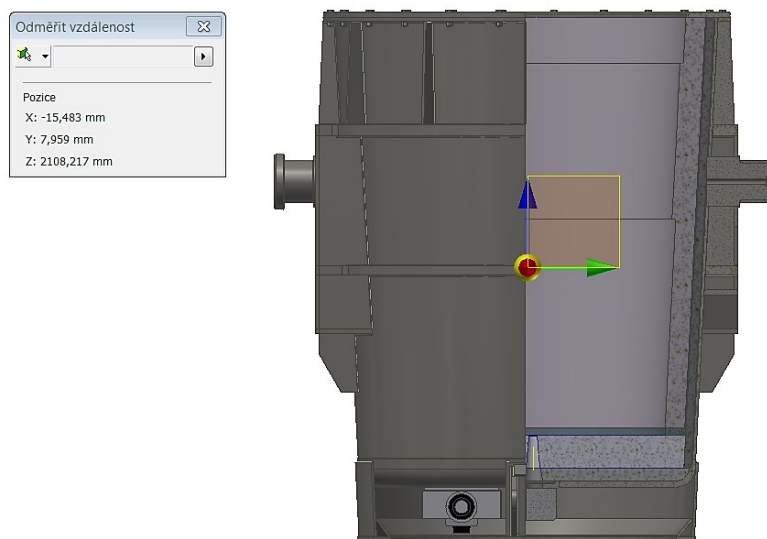 Odměřit vzdálenost
Pozice
X: -15,483 mm
Y: 7,959 mm
Z: 2108,217 mm